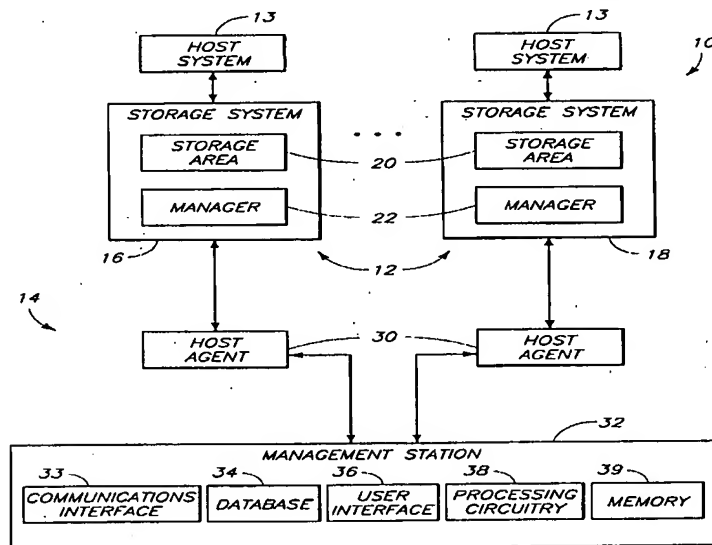 13
13
10
HOST SYSTEM
HOST SYSTEM
STORAGE SYSTEM
STORAGE SYSTEM
STORAGE AREA
20
STORAGE AREA
MANAGER
22
MANAGER
16
12
18
14
HOST AGENT
30
HOST AGENT
32
MANAGEMENT STATION
33
34
36
38
39
COMMUNICATIONS INTERFACE
DATABASE
USER INTERFACE
PROCESSING CIRCUITRY
MEMORY